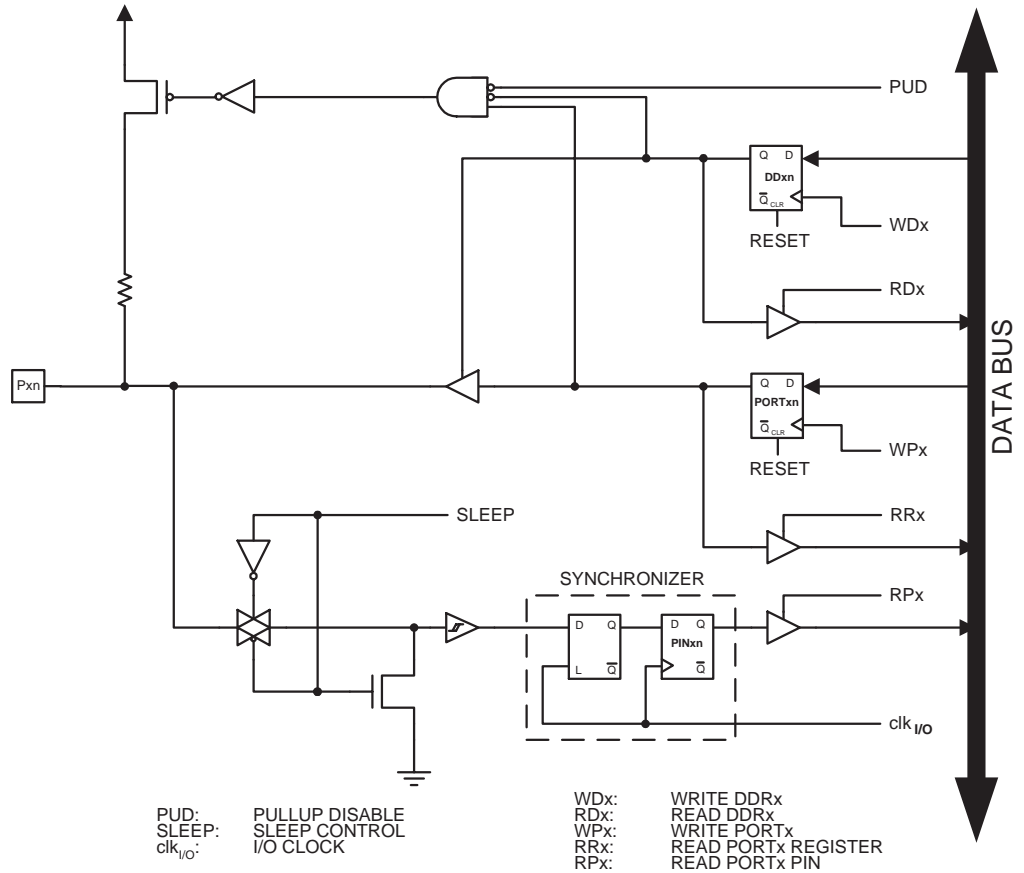 PUD
Q D
DDxn
Q CLR
WDx
RESET
RDx
DATA BUS
Pxn
Q D
PORTxn
Q CLR
WPx
RESET
RRx
SLEEP
SYNCHRONIZER
RPx
D Q
L Q
D Q
PINxn
Q
clk I/O
PUD: PULLUP DISABLE
SLEEP: SLEEP CONTROL
clk I/O: I/O CLOCK
WDx: WRITE DDRx
RDx: READ DDRx
WPx: WRITE PORTx
RRx: READ PORTx REGISTER
RPx: READ PORTx PIN